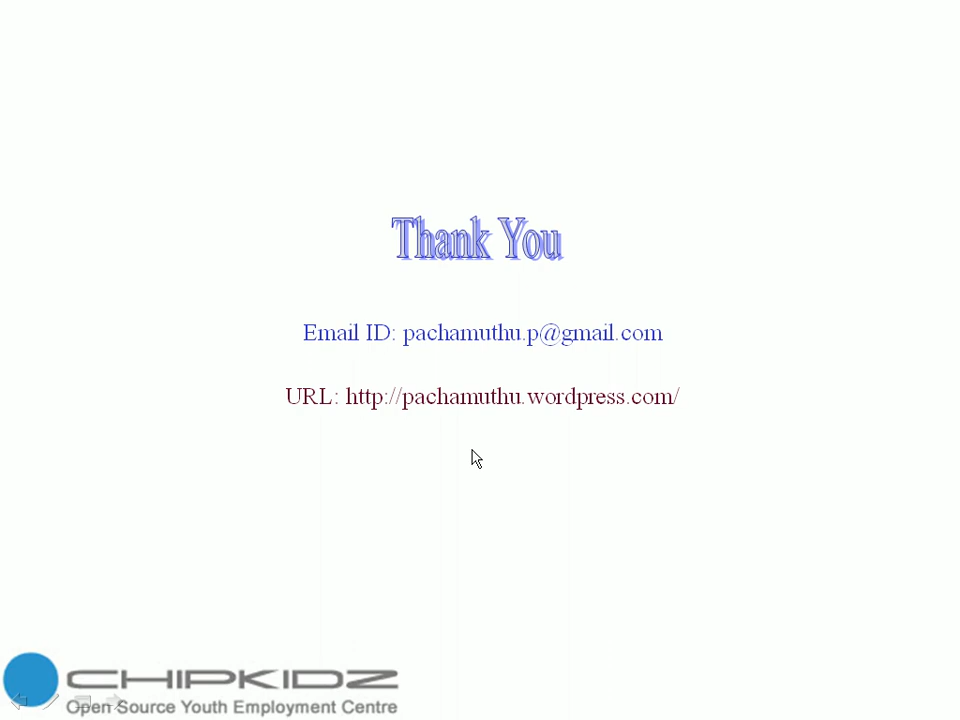 Thank You
Email ID: pachamuthu.p@gmail.com
URL: http://pachamuthu.wordpress.com/
CHIPKIDZ
Open Source Youth Employment Centre